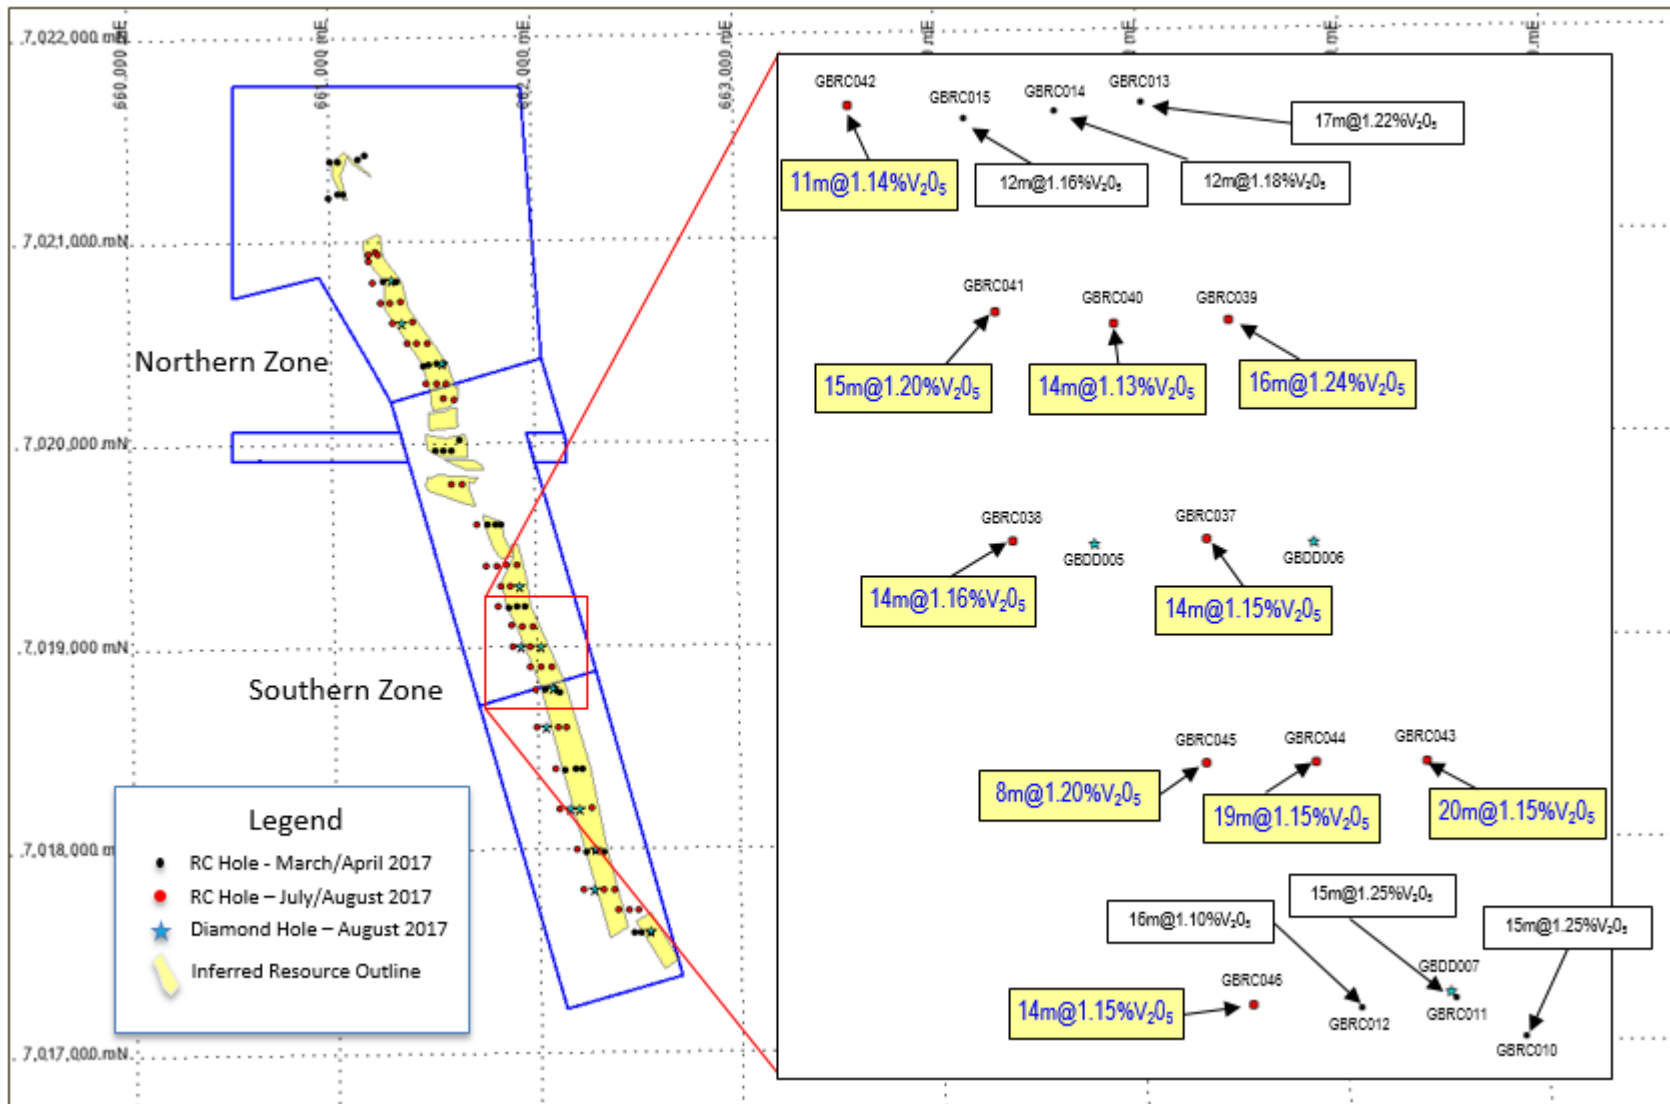 7,022,000 mN
660,000 mE
661,000 mE
662,000 mE
663,000 mE
mE
mE
mE
mE
GBRC042
GBRC015
GBRC014
GBRC013
17m@1.22%V₂0₅
11m@1.14%V₂0₅
12m@1.16%V₂0₅
12m@1.18%V₂0₅
7,021,000 mN
GBRC041
GBRC040
GBRC039
Northern Zone
15m@1.20%V₂0₅
14m@1.13%V₂0₅
16m@1.24%V₂0₅
7,020,000 mN
GBRC038
GBDD005
GBRC037
GBDD006
14m@1.16%V₂0₅
14m@1.15%V₂0₅
7,019,000 mN
Southern Zone
GBRC045
GBRC044
GBRC043
8m@1.20%V₂0₅
19m@1.15%V₂0₅
20m@1.15%V₂0₅
7,018,000 m
Legend
RC Hole - March/April 2017
RC Hole – July/August 2017
Diamond Hole – August 2017
Inferred Resource Outline
16m@1.10%V₂0₅
15m@1.25%V₂0₅
15m@1.25%V₂0₅
GBRC046
GBDD007
GBRC011
GBRC012
GBRC010
14m@1.15%V₂0₅
7,017,000 mN